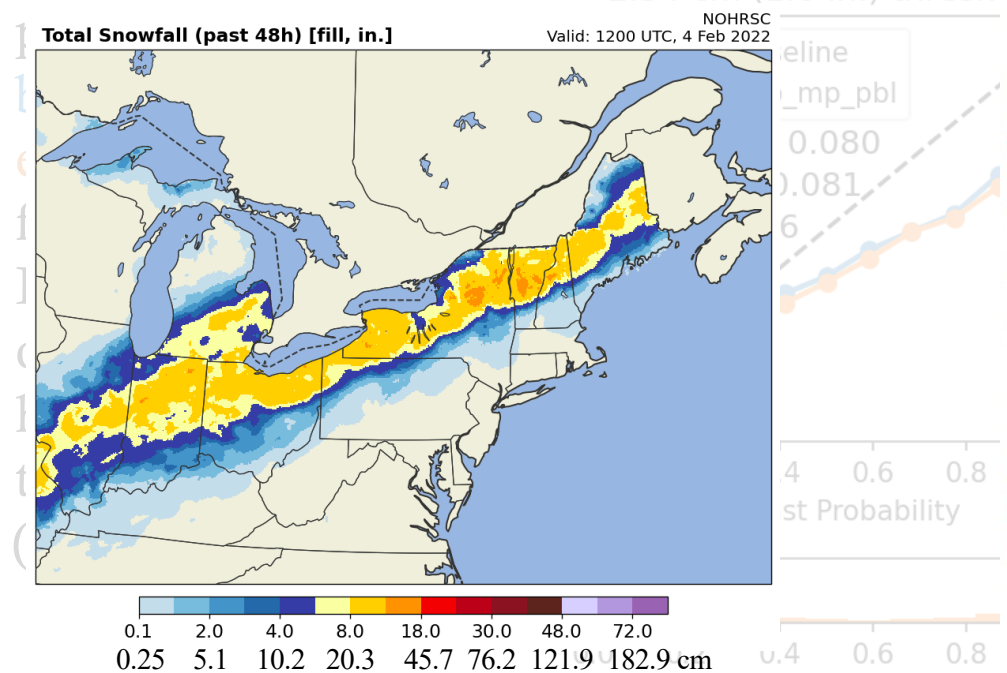 NOHRSC
Total Snowfall (past 48h) [fill, in.]
Valid: 1200 UTC, 4 Feb 2022
eline
_mp_pbl
0.080
0.081
0.6 0.8
st Probability
0.1 2.0 4.0 8.0 18.0 30.0 48.0 72.0
0.25 5.1 10.2 20.3 45.7 76.2 121.9 182.9 cm
0.4 0.6 0.8